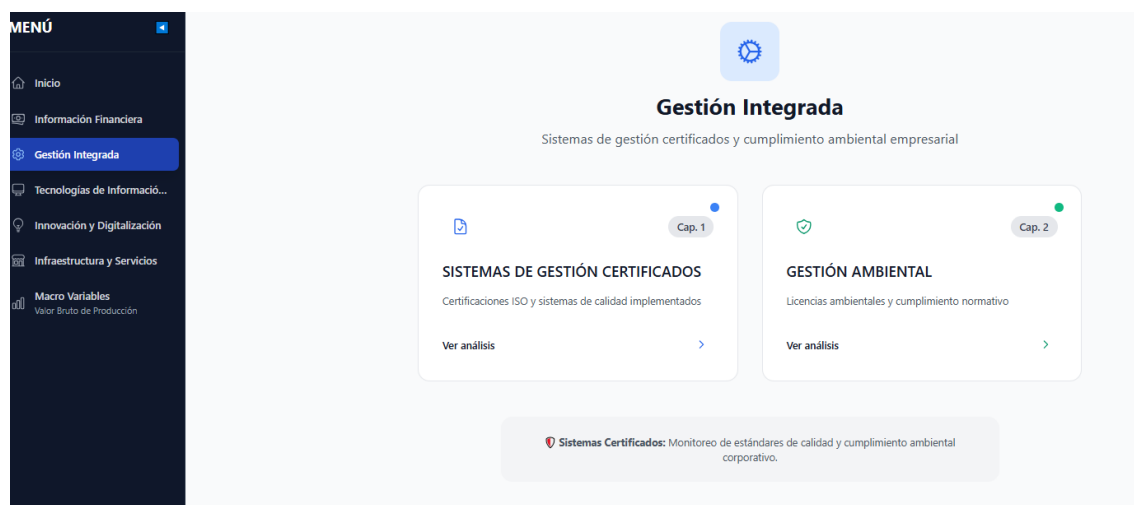 MENÚ
Inicio
Información Financiera
Gestión Integrada
Tecnologías de Informació...
Innovación y Digitalización
Infraestructura y Servicios
Macro Variables
Valor Bruto de Producción
Gestión Integrada
Sistemas de gestión certificados y cumplimiento ambiental empresarial
Cap. 1
SISTEMAS DE GESTIÓN CERTIFICADOS
Certificaciones ISO y sistemas de calidad implementados
Ver análisis
Cap. 2
GESTIÓN AMBIENTAL
Licencias ambientales y cumplimiento normativo
Ver análisis
Sistemas Certificados: Monitoreo de estándares de calidad y cumplimiento ambiental
corporativo.